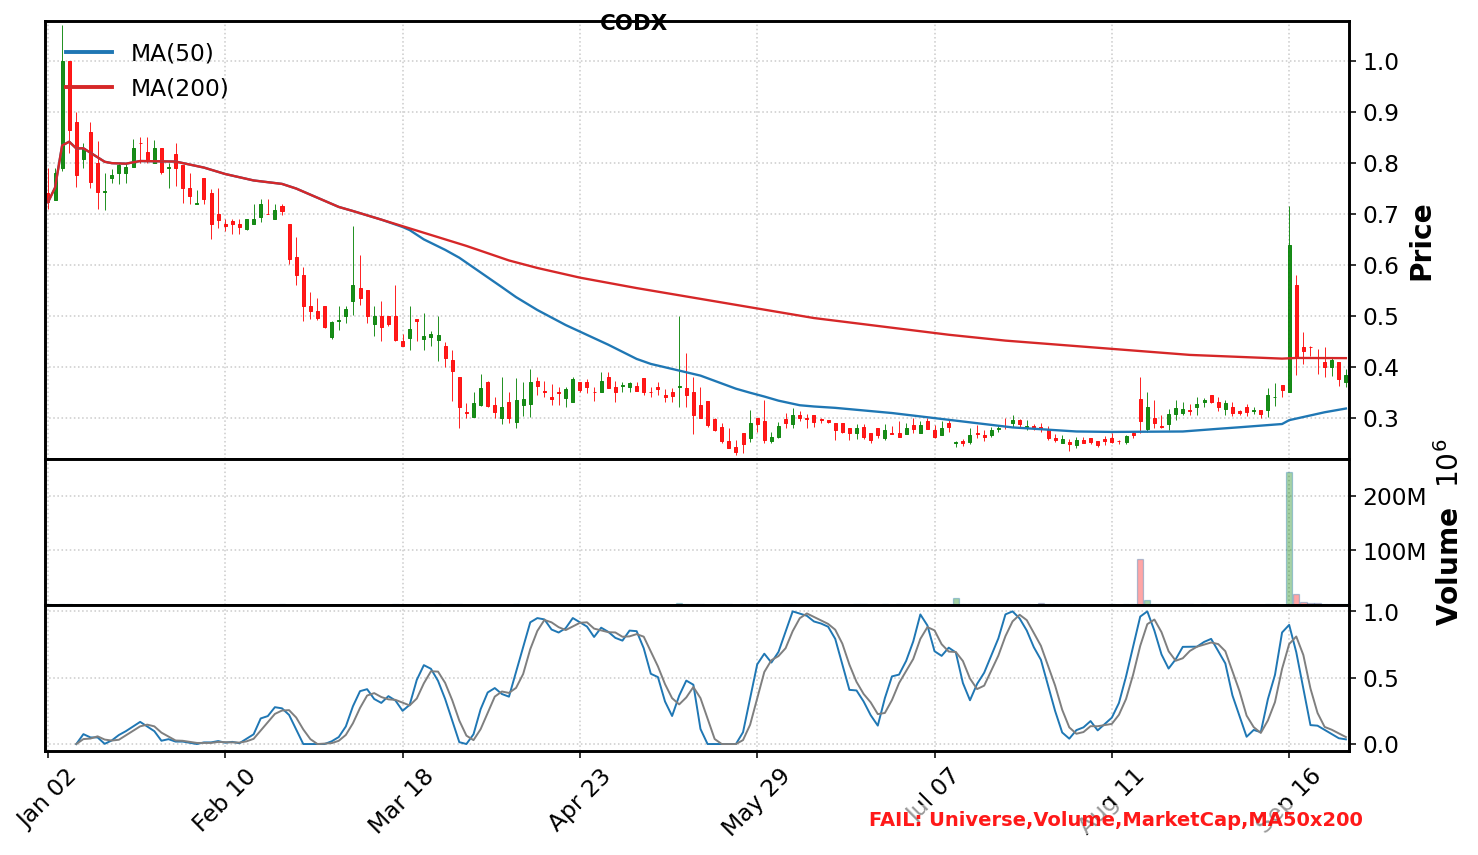 CODX
MA(50)
MA(200)
1.0
0.9
0.8
0.7
0.6
0.5
0.4
0.3
Price
200M
100M
Volume 10^6
1.0
0.5
0.0
Jan 02
Feb 10
Mar 18
Apr 23
May 29
Jul 07
Aug 11
Sep 16
FAIL: Universe,Volume,MarketCap,MA50x200